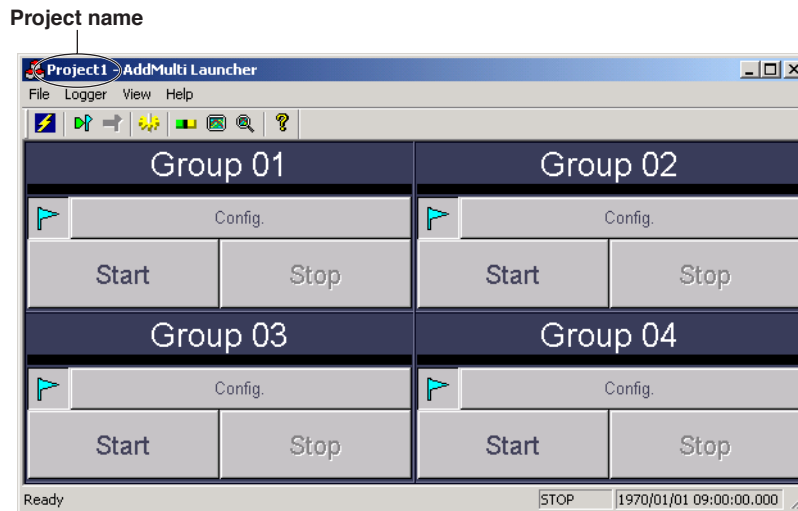 Project name
Project1 - AddMulti Launcher
File Logger View Help
Group 01 Group 02
Config. Config.
Start Stop Start Stop
Group 03 Group 04
Config. Config.
Start Stop Start Stop
Ready STOP 1970/01/01 09:00:00.000